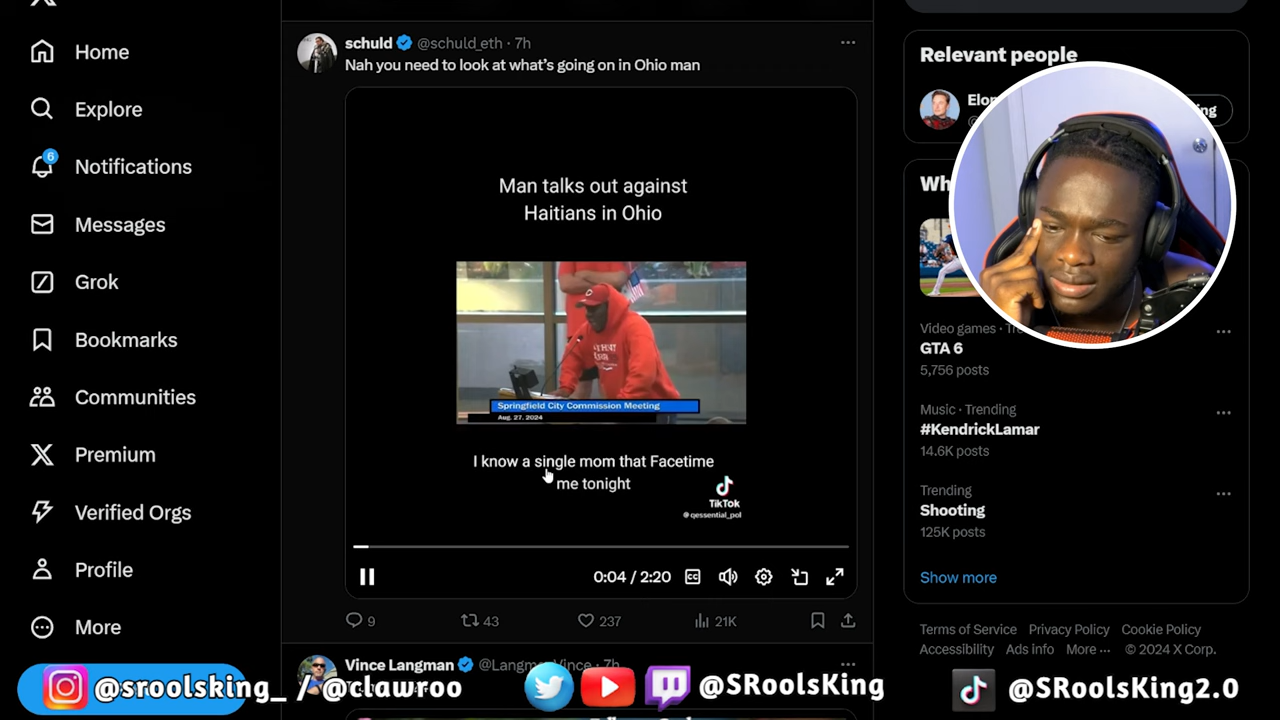 Home
Explore
6
Notifications
Messages
Grok
Bookmarks
Communities
Premium
Verified Orgs
Profile
More
schuld @schuld_eth · 7h
Nah you need to look at what's going on in Ohio man
Man talks out against
Haitians in Ohio
Springfield City Commission Meeting
Aug. 27, 2024
I know a single mom that Facetime
me tonight
TikTok
@qessential_pol
0:04 / 2:20
CC
9
43
237
21K
Vince Langman
7h
Relevant people
Video games
GTA 6
5,756 posts
Music · Trending
#KendrickLamar
14.6K posts
Trending
Shooting
125K posts
Show more
Terms of Service Privacy Policy Cookie Policy
Accessibility Ads info More ··· © 2024 X Corp.
@sroolsking_ / @clawroo
@SRoolsKing
@SRoolsKing2.0